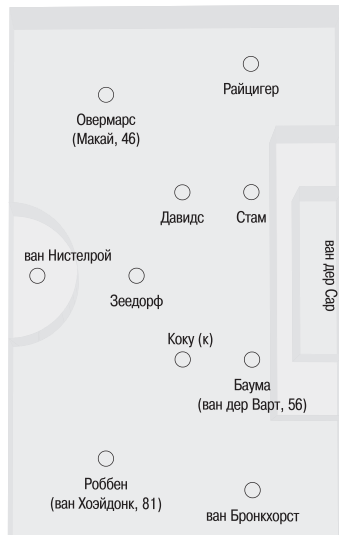 Райцигер
Овермарс
(Макай, 46)
Давидс
Стам
ван Нистелрой
ван дер Сар
Зеедорф
Коку (к)
Баума
(ван дер Варт, 56)
Роббен
(ван Хоэйдонк, 81)
ван Бронкхорст